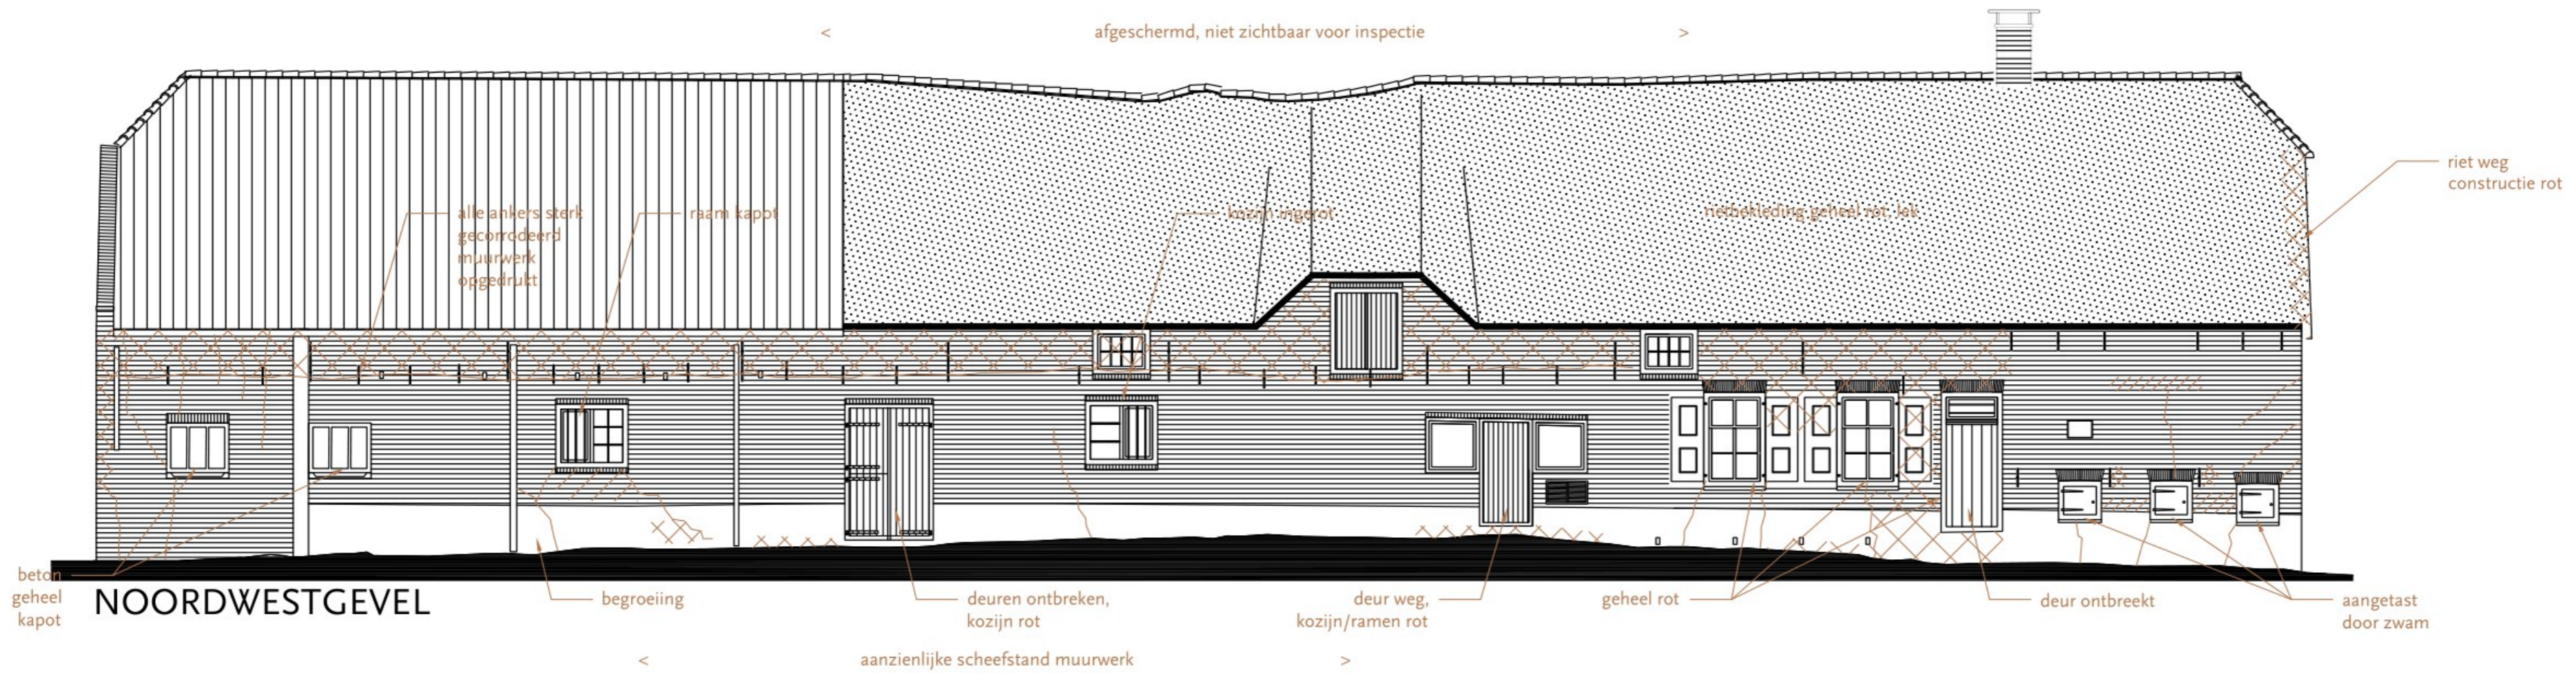 < afgeschermd, niet zichtbaar voor inspectie >
riet weg
constructie rot
alle ankers sterk
gecorrodeerd
muurwerk
opgedrukt
raam kapot
kozijn ingerot
rietbekleding geheel rot, lek
beton
geheel
kapot
NOORDWESTGEVEL
begroeiing
deuren ontbreken,
kozijn rot
deur weg,
kozijn/ramen rot
geheel rot
deur ontbreekt
aangetast
door zwam
< aanzienlijke scheefstand muurwerk >